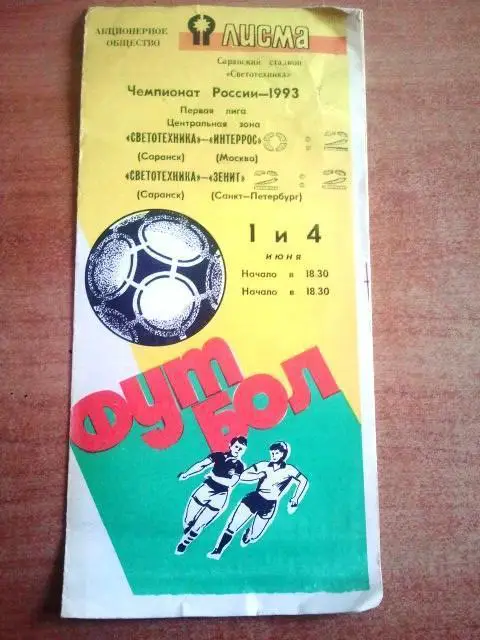 АКЦИОНЕРНОЕ
ОБЩЕСТВО
ЛИСМА
Саранский стадион
«Светотехника»
Чемпионат России—1993
Первая лига
Центральная зона
«СВЕТОТЕХНИКА»—«ИНТЕРРОС» 0:2
(Саранск) (Москва)
«СВЕТОТЕХНИКА»—«ЗЕНИТ» 2:2
(Саранск) (Санкт—Петербург)
1 и 4
июня
Начало в 18.30
Начало в 18.30
ФУТ
БОЛ